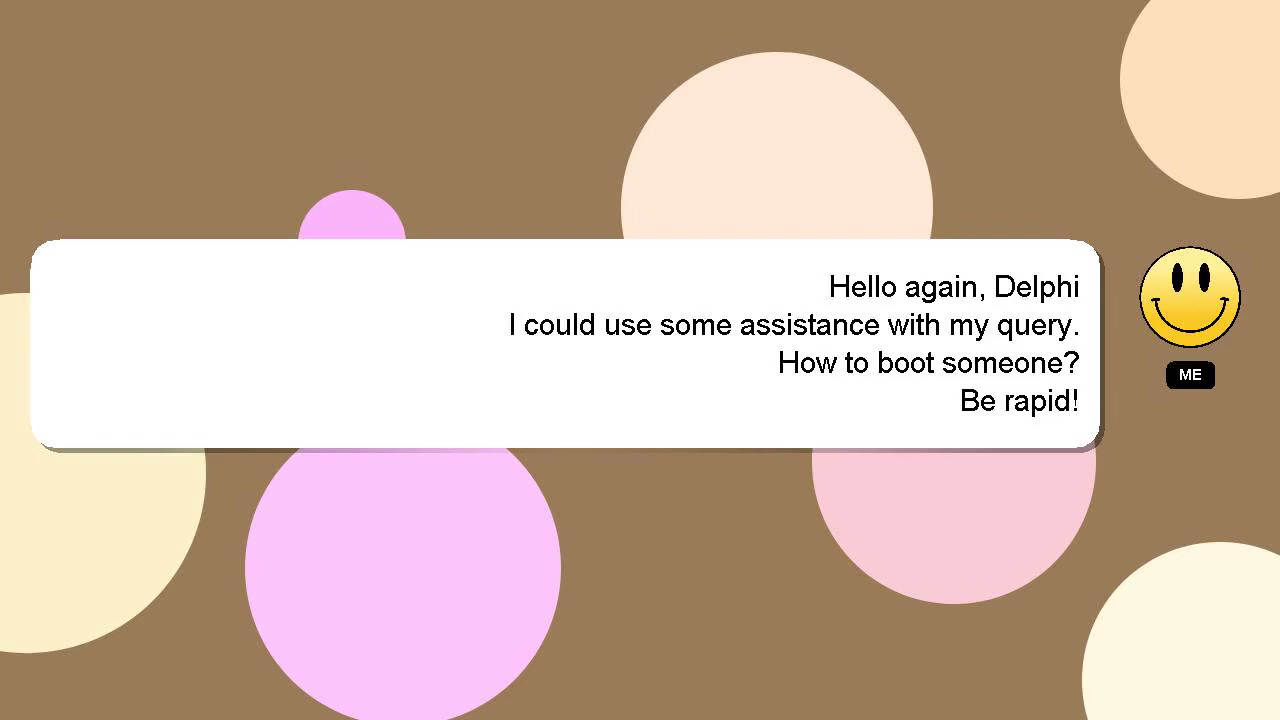 Hello again, Delphi
I could use some assistance with my query.
How to boot someone?
Be rapid!
ME